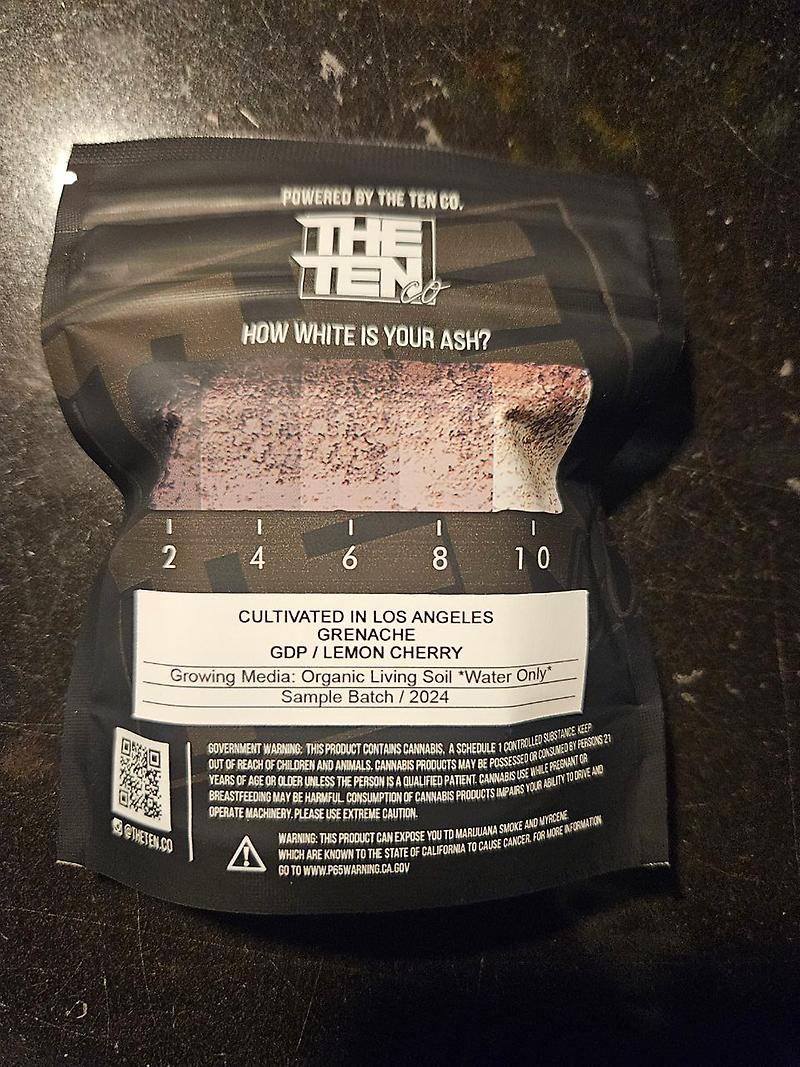 POWERED BY THE TEN CO.
THE
TEN
CO
HOW WHITE IS YOUR ASH?
2 4 6 8 10
CULTIVATED IN LOS ANGELES
GRENACHE
GDP / LEMON CHERRY
Growing Media: Organic Living Soil *Water Only*
Sample Batch / 2024
GOVERNMENT WARNING: THIS PRODUCT CONTAINS CANNABIS, A SCHEDULE 1 CONTROLLED SUBSTANCE. KEEP
OUT OF REACH OF CHILDREN AND ANIMALS. CANNABIS PRODUCTS MAY BE POSSESSED OR CONSUMED BY PERSONS 21
YEARS OF AGE OR OLDER UNLESS THE PERSON IS A QUALIFIED PATIENT. CANNABIS USE WHILE PREGNANT OR
BREASTFEEDING MAY BE HARMFUL. CONSUMPTION OF CANNABIS PRODUCTS IMPAIRS YOUR ABILITY TO DRIVE AND
OPERATE MACHINERY. PLEASE USE EXTREME CAUTION.
@THETEN.CO
WARNING: THIS PRODUCT CAN EXPOSE YOU TO MARIJUANA SMOKE AND MYRCENE,
WHICH ARE KNOWN TO THE STATE OF CALIFORNIA TO CAUSE CANCER. FOR MORE INFORMATION
GO TO WWW.P65WARNING.CA.GOV